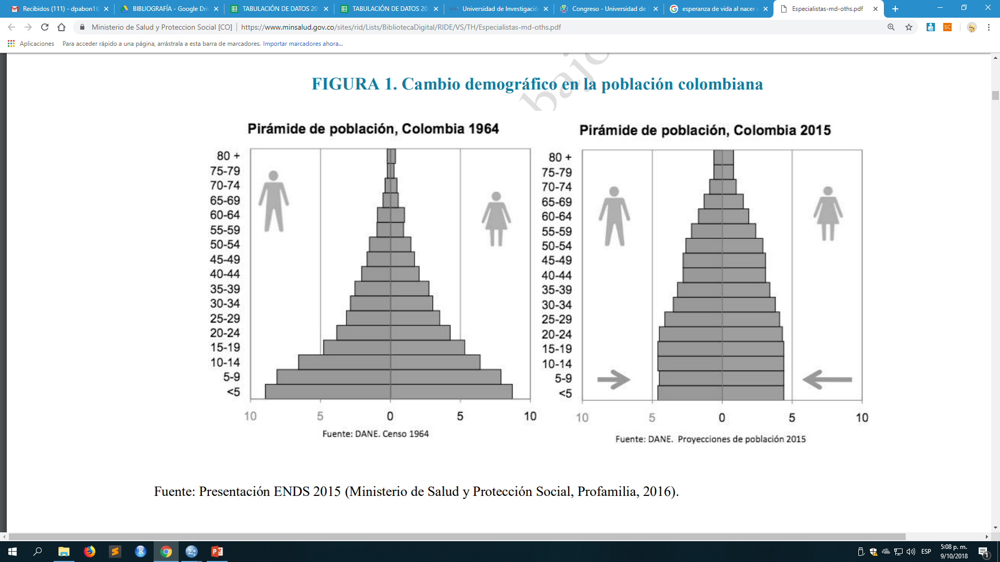 Recibidos (111) - dpabon1@
BIBLIOGRAFÍA - Google Dri
TABULACIÓN DE DATOS 20
TABULACIÓN DE DATOS 20
Universidad de Investigació
Congreso - Universidad de
esperanza de vida al nacer
Especialistas-md-oths.pdf
Ministerio de Salud y Proteccion Social [CO] | https://www.minsalud.gov.co/sites/rid/Lists/BibliotecaDigital/RIDE/VS/TH/Especialistas-md-oths.pdf
SC
Aplicaciones Para acceder rápido a una página, arrástrala a esta barra de marcadores. Importar marcadores ahora...
bajo
FIGURA 1. Cambio demográfico en la población colombiana
Pirámide de población, Colombia 1964
80 +
75-79
70-74
65-69
60-64
55-59
50-54
45-49
40-44
35-39
30-34
25-29
20-24
15-19
10-14
5-9
<5
10 5 0 5 10
Fuente: DANE. Censo 1964
Pirámide de población, Colombia 2015
80 +
75-79
70-74
65-69
60-64
55-59
50-54
45-49
40-44
35-39
30-34
25-29
20-24
15-19
10-14
5-9
<5
10 5 0 5 10
Fuente: DANE. Proyecciones de población 2015
Fuente: Presentación ENDS 2015 (Ministerio de Salud y Protección Social, Profamilia, 2016).
ESP
5:08 p. m.
9/10/2018
1